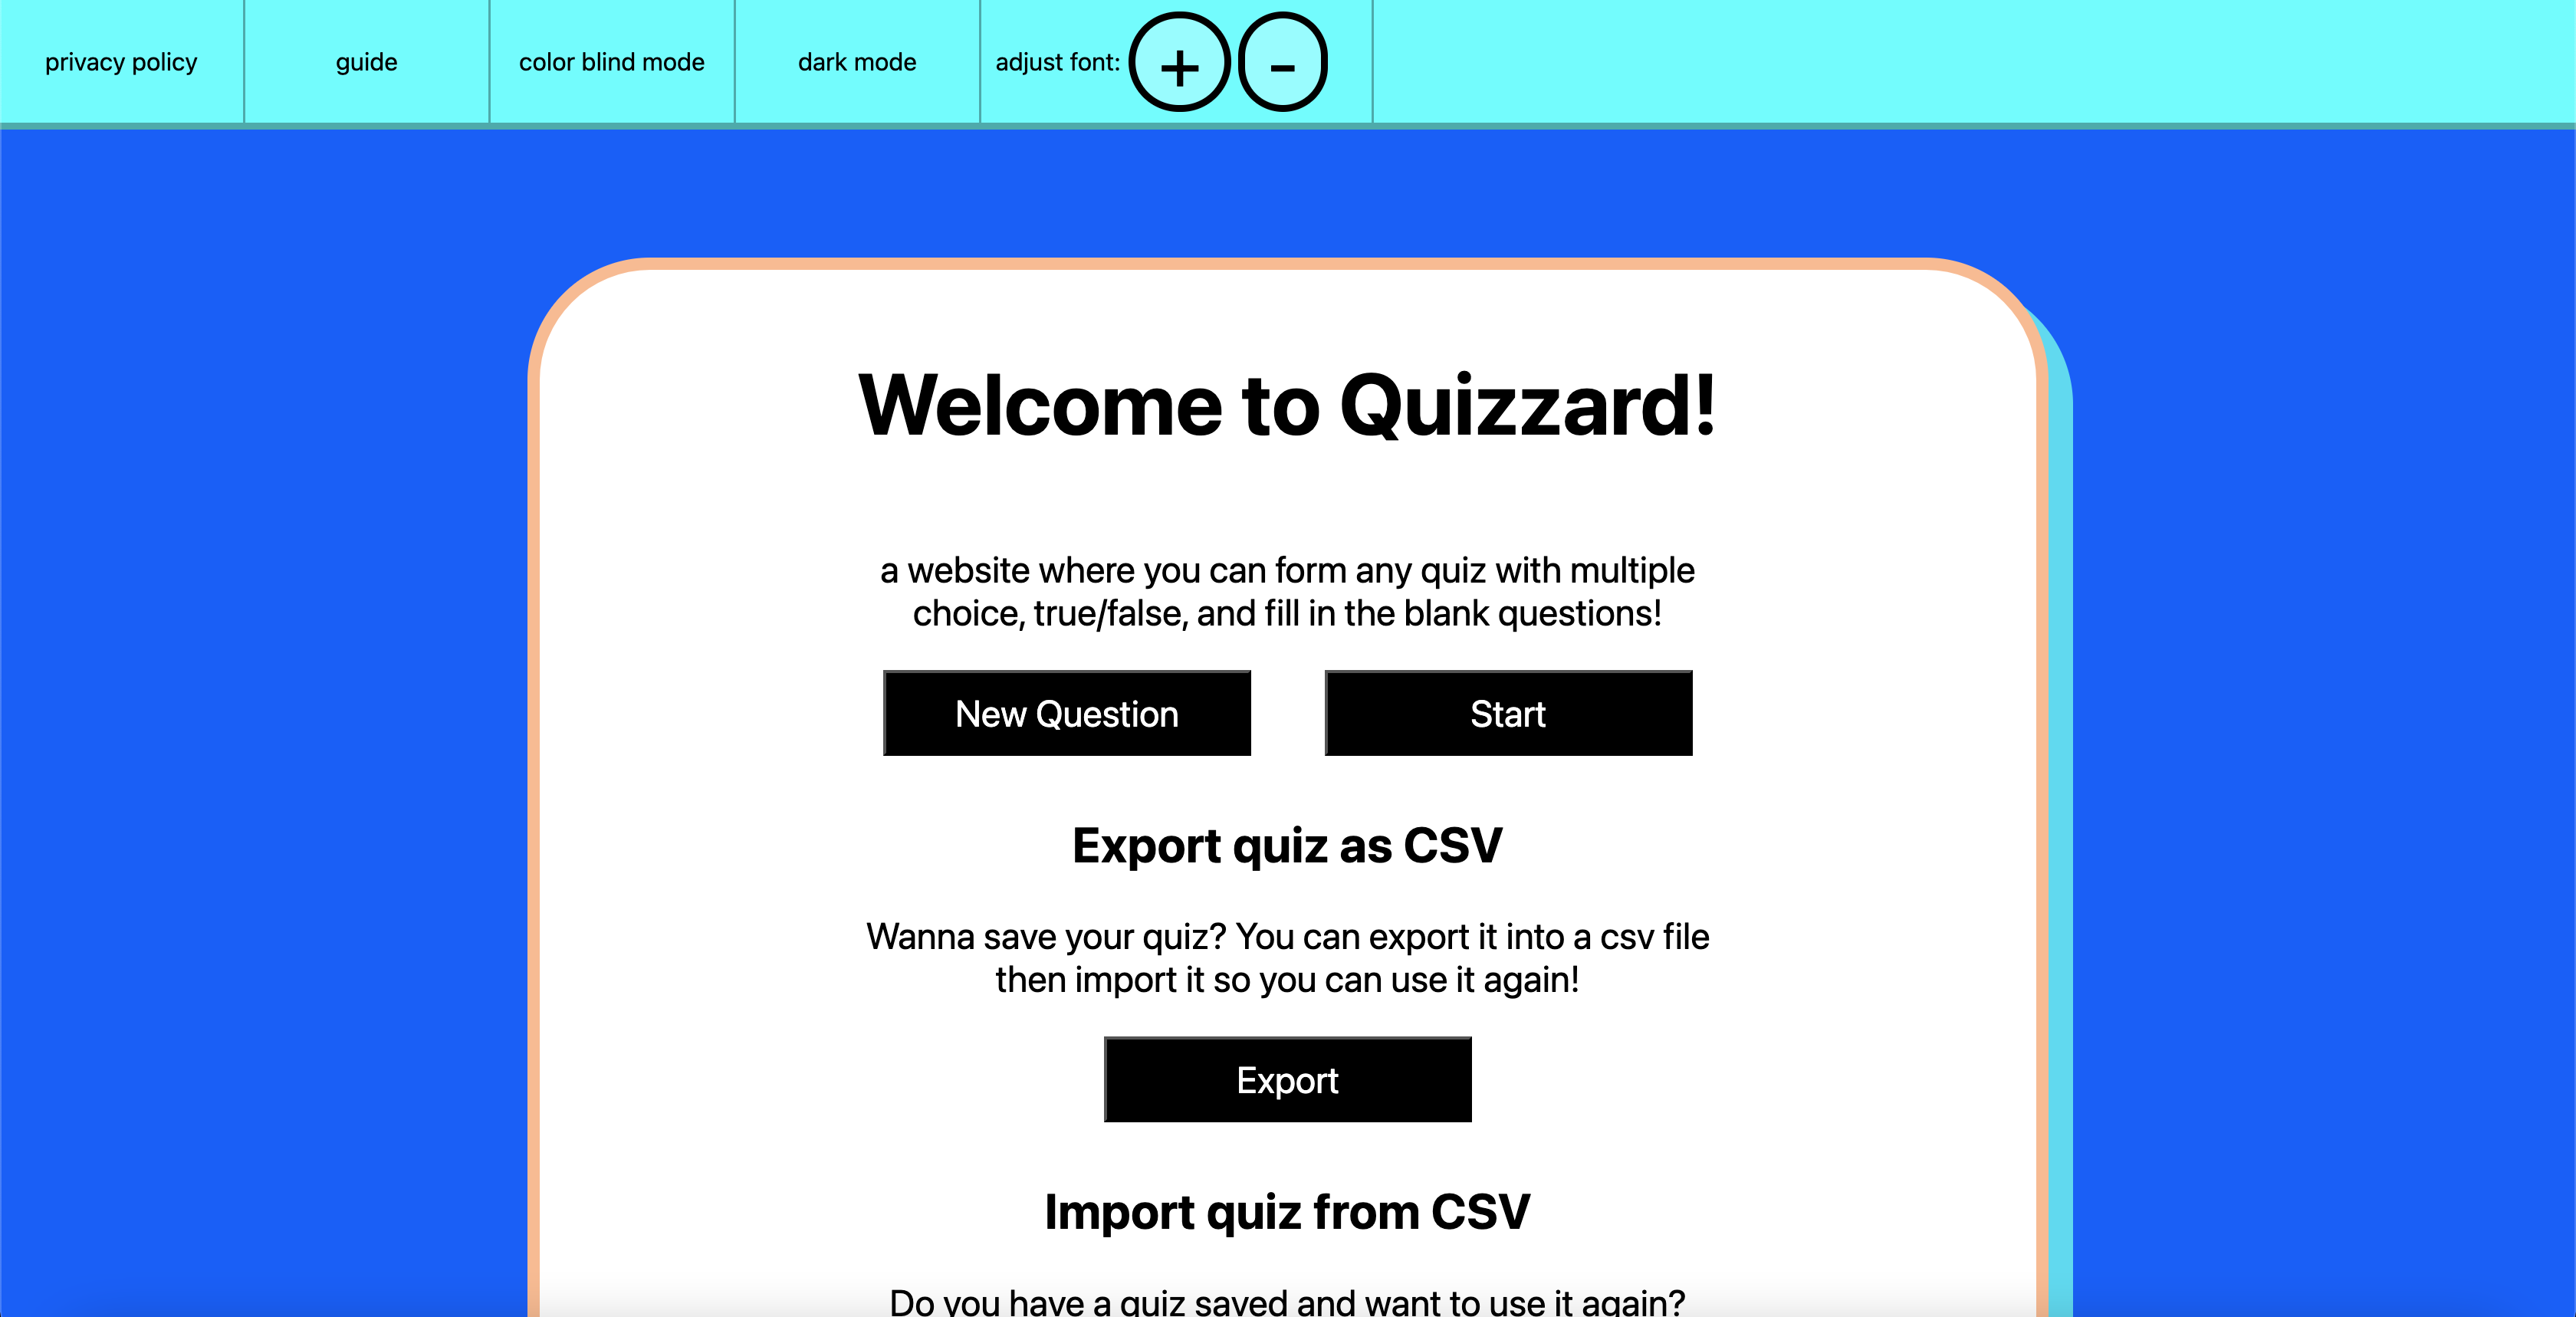 privacy policy
guide
color blind mode
dark mode
adjust font: + -
Welcome to Quizzard!
a website where you can form any quiz with multiple
choice, true/false, and fill in the blank questions!
New Question
Start
Export quiz as CSV
Wanna save your quiz? You can export it into a csv file
then import it so you can use it again!
Export
Import quiz from CSV
Do you have a quiz saved and want to use it again?